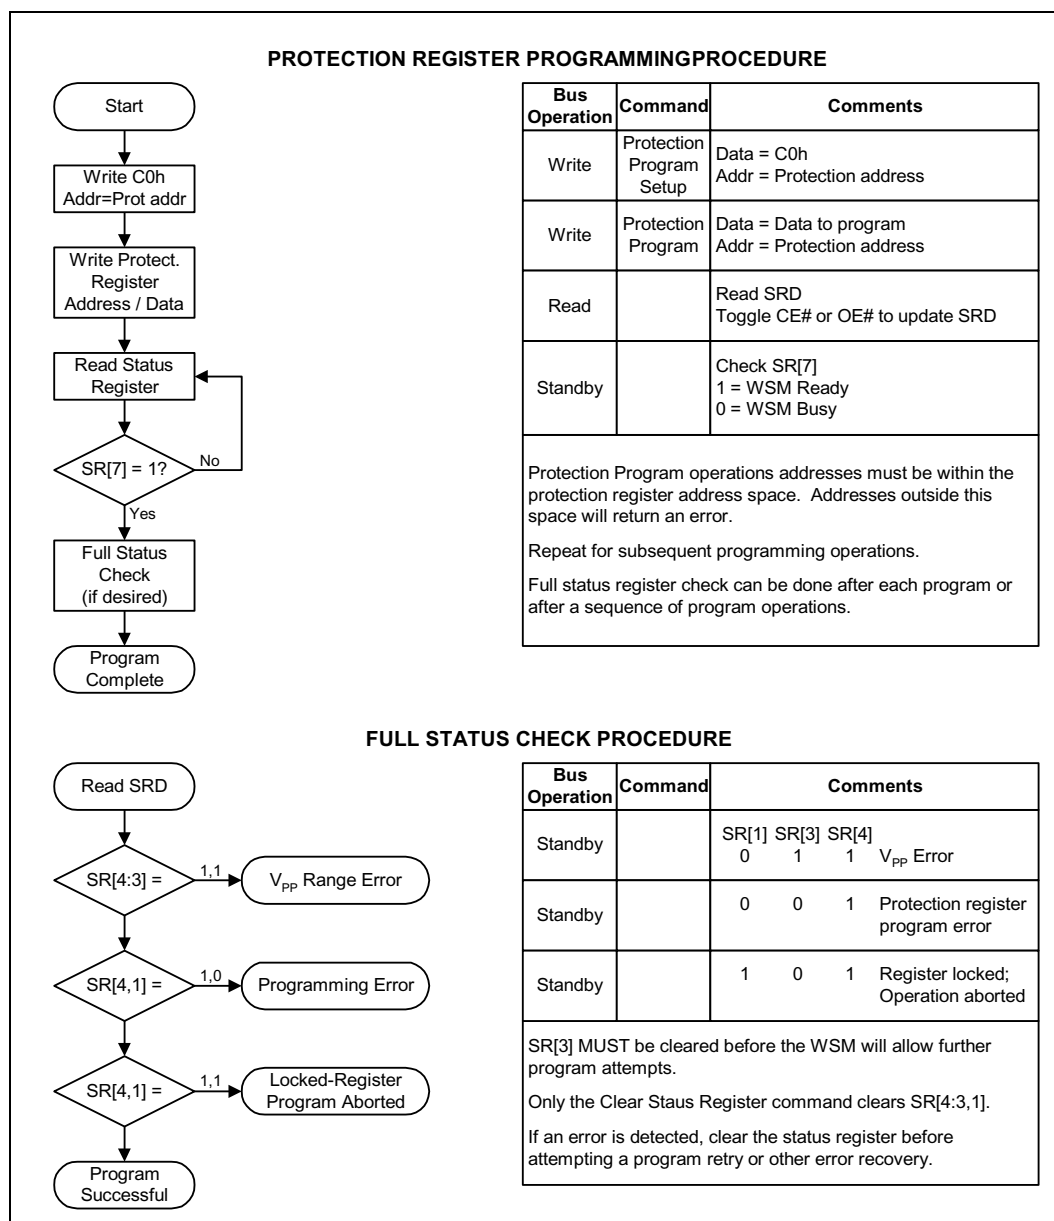 PROTECTION REGISTER PROGRAMMINGPROCEDURE
Start
Write C0h
Addr=Prot addr
Write Protect.
Register
Address / Data
Read Status
Register
SR[7] = 1?
No
Yes
Full Status
Check
(if desired)
Program
Complete
Bus
Operation
Command
Comments
Write
Protection
Program
Setup
Data = C0h
Addr = Protection address
Write
Protection
Program
Data = Data to program
Addr = Protection address
Read
Read SRD
Toggle CE# or OE# to update SRD
Standby
Check SR[7]
1 = WSM Ready
0 = WSM Busy
Protection Program operations addresses must be within the
protection register address space.  Addresses outside this
space will return an error.
Repeat for subsequent programming operations.
Full status register check can be done after each program or
after a sequence of program operations.
FULL STATUS CHECK PROCEDURE
Read SRD
SR[4:3] =
1,1
VPP Range Error
SR[4,1] =
1,0
Programming Error
SR[4,1] =
1,1
Locked-Register
Program Aborted
Program
Successful
Bus
Operation
Command
Comments
Standby
SR[1] SR[3] SR[4]
0 1 1 VPP Error
Standby
0 0 1 Protection register
program error
Standby
1 0 1 Register locked;
Operation aborted
SR[3] MUST be cleared before the WSM will allow further
program attempts.
Only the Clear Staus Register command clears SR[4:3,1].
If an error is detected, clear the status register before
attempting a program retry or other error recovery.